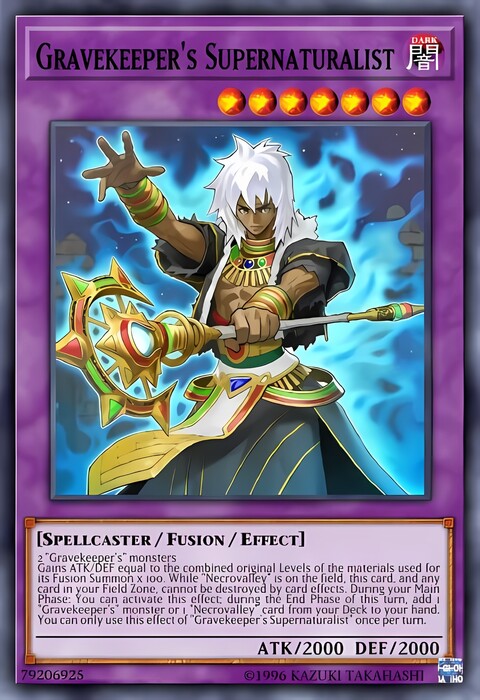 GRAVEKEEPER'S SUPERNATURALIST
DARK
闇
[SPELLCASTER / FUSION / EFFECT]
2 "Gravekeeper's" monsters
Gains ATK/DEF equal to the combined original Levels of the materials used for
its Fusion Summon x 100. While "Necrovalley" is on the field, this card, and any
card in your Field Zone, cannot be destroyed by card effects. During your Main
Phase: You can activate this effect; during the End Phase of this turn, add 1
"Gravekeeper's" monster or 1 "Necrovalley" card from your Deck to your hand.
You can only use this effect of "Gravekeeper's Supernaturalist" once per turn.
ATK/2000 DEF/2000
79206925
©1996 KAZUKI TAKAHASHI